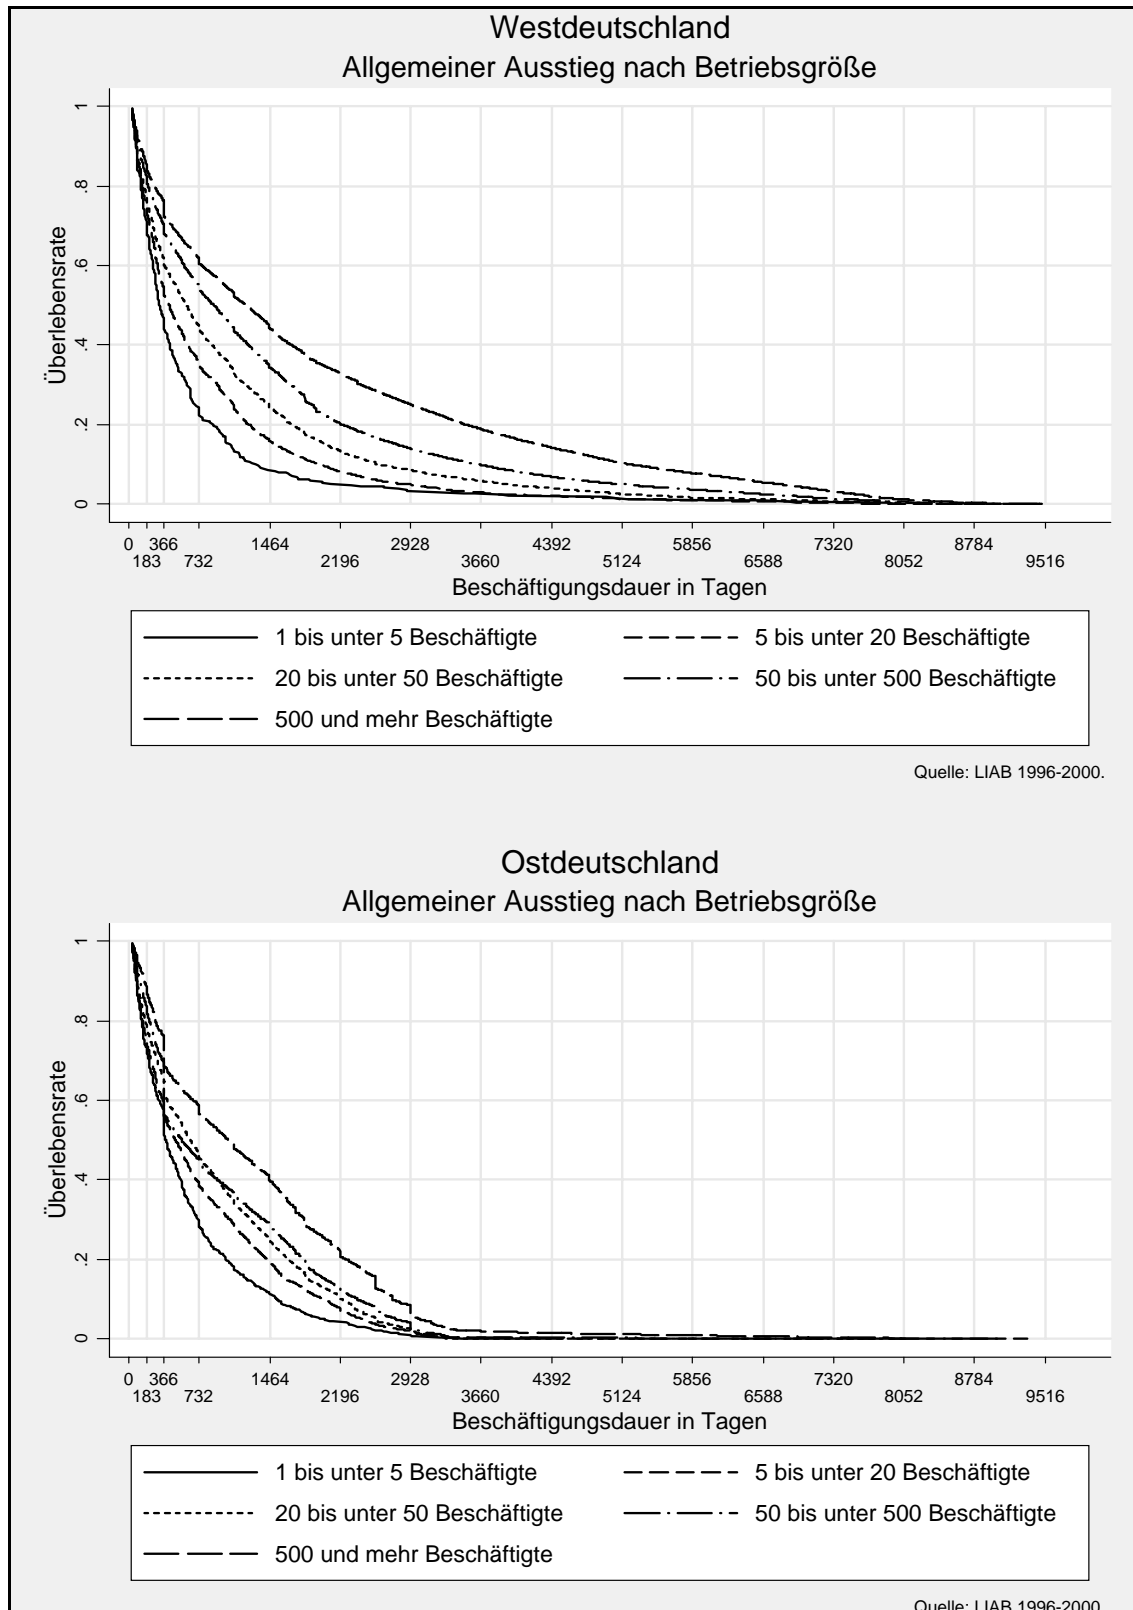 Westdeutschland
Allgemeiner Ausstieg nach Betriebsgröße
Überlebensrate
1
.8
.6
.4
.2
0
0 366 732 1464 2196 2928 3660 4392 5124 5856 6588 7320 8052 8784 9516
183
Beschäftigungsdauer in Tagen
1 bis unter 5 Beschäftigte
5 bis unter 20 Beschäftigte
20 bis unter 50 Beschäftigte
50 bis unter 500 Beschäftigte
500 und mehr Beschäftigte
Quelle: LIAB 1996-2000.
Ostdeutschland
Allgemeiner Ausstieg nach Betriebsgröße
Überlebensrate
1
.8
.6
.4
.2
0
0 366 732 1464 2196 2928 3660 4392 5124 5856 6588 7320 8052 8784 9516
183
Beschäftigungsdauer in Tagen
1 bis unter 5 Beschäftigte
5 bis unter 20 Beschäftigte
20 bis unter 50 Beschäftigte
50 bis unter 500 Beschäftigte
500 und mehr Beschäftigte
Quelle: LIAB 1996-2000.